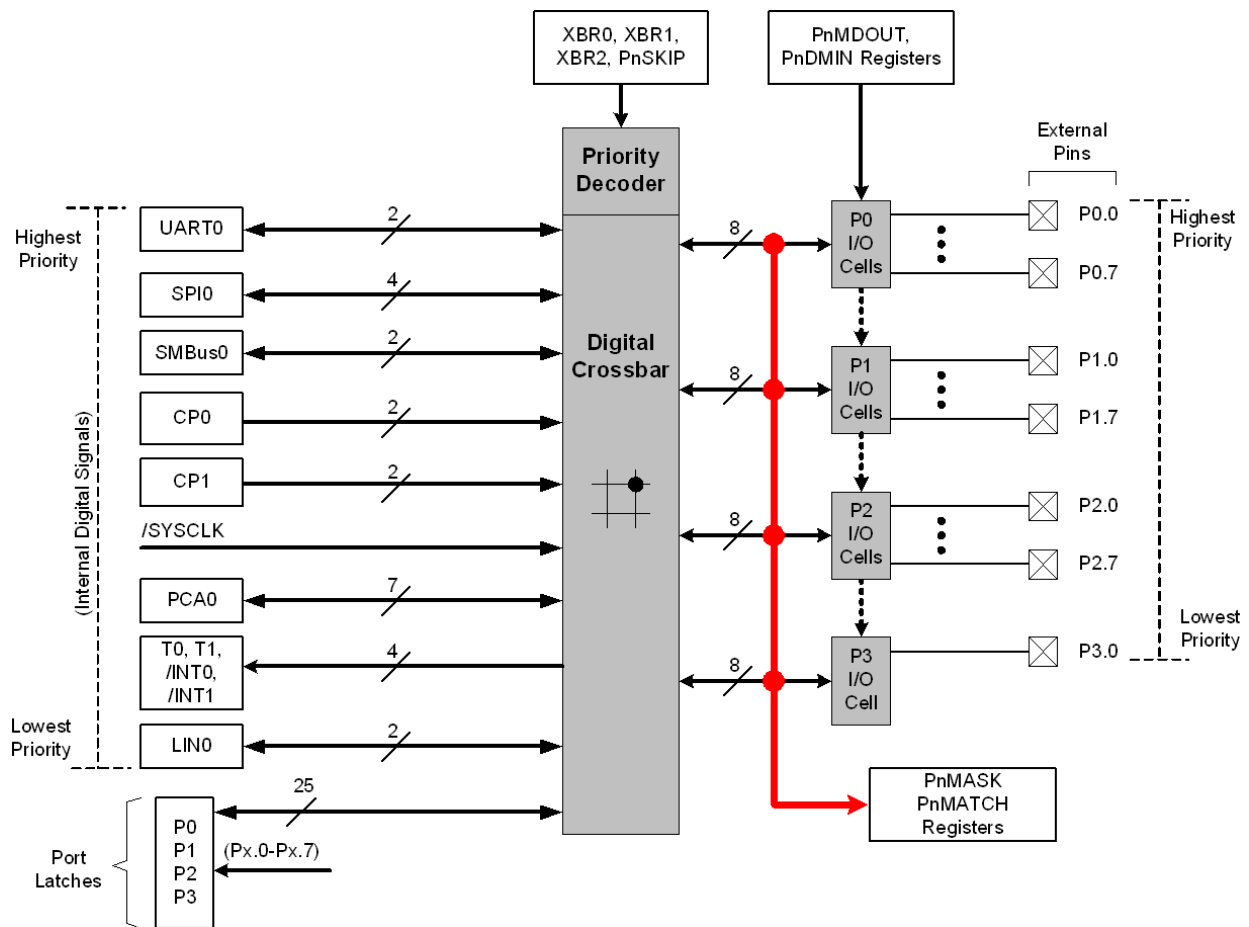 XBR0, XBR1,
XBR2, PnSKIP
PnMDOUT,
PnDMIN Registers
External
Pins
Priority
Decoder
Highest
Priority
UART0
2
8
P0
I/O
Cells
P0.0
P0.7
Highest
Priority
SPI0
4
SMBus0
2
Digital
Crossbar
8
P1
I/O
Cells
P1.0
P1.7
CP0
2
CP1
2
(Internal Digital Signals)
/SYSCLK
8
P2
I/O
Cells
P2.0
P2.7
PCA0
7
T0, T1,
/INT0,
/INT1
4
8
P3
I/O
Cell
P3.0
Lowest
Priority
Lowest
Priority
LIN0
2
PnMASK
PnMATCH
Registers
25
Port
Latches
P0
P1
P2
P3
(Px.0-Px.7)